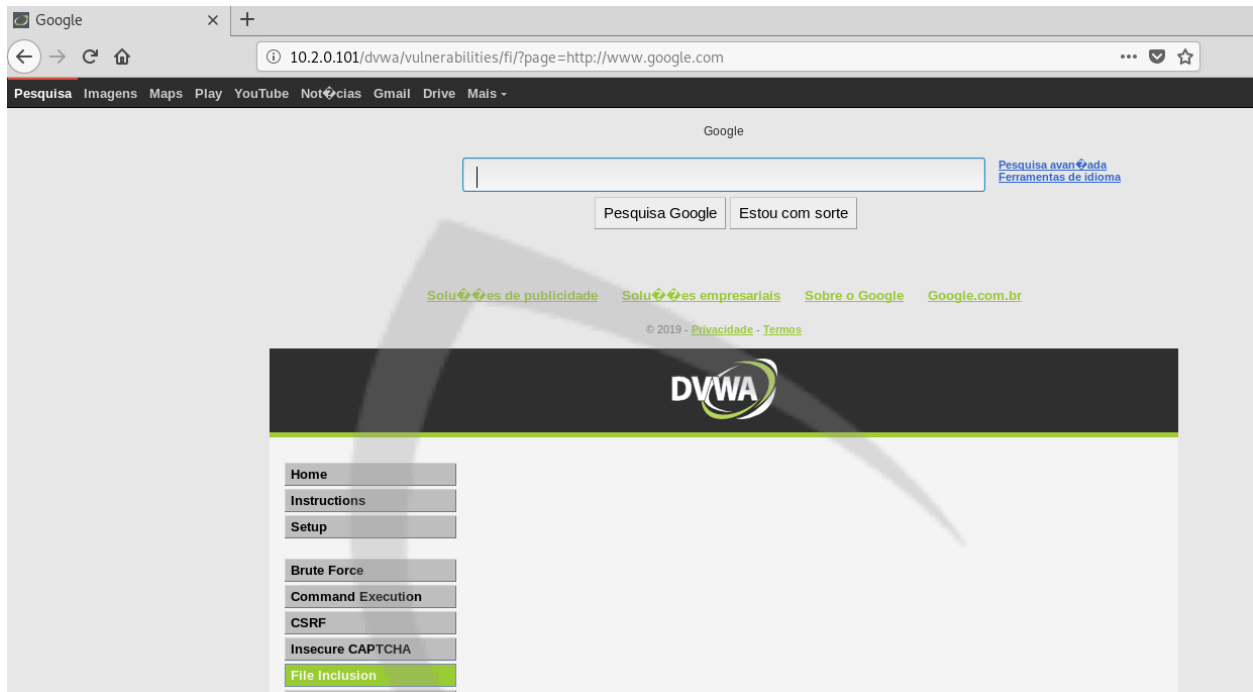 Google
10.2.0.101/dvwa/vulnerabilities/fi/?page=http://www.google.com
Pesquisa Imagens Maps Play YouTube Not�cias Gmail Drive Mais
Google
Pesquisa avan�ada
Ferramentas de idioma
Pesquisa Google Estou com sorte
Solu��es de publicidade Solu��es empresariais Sobre o Google Google.com.br
© 2019 - Privacidade - Termos
DVWA
Home
Instructions
Setup
Brute Force
Command Execution
CSRF
Insecure CAPTCHA
File Inclusion